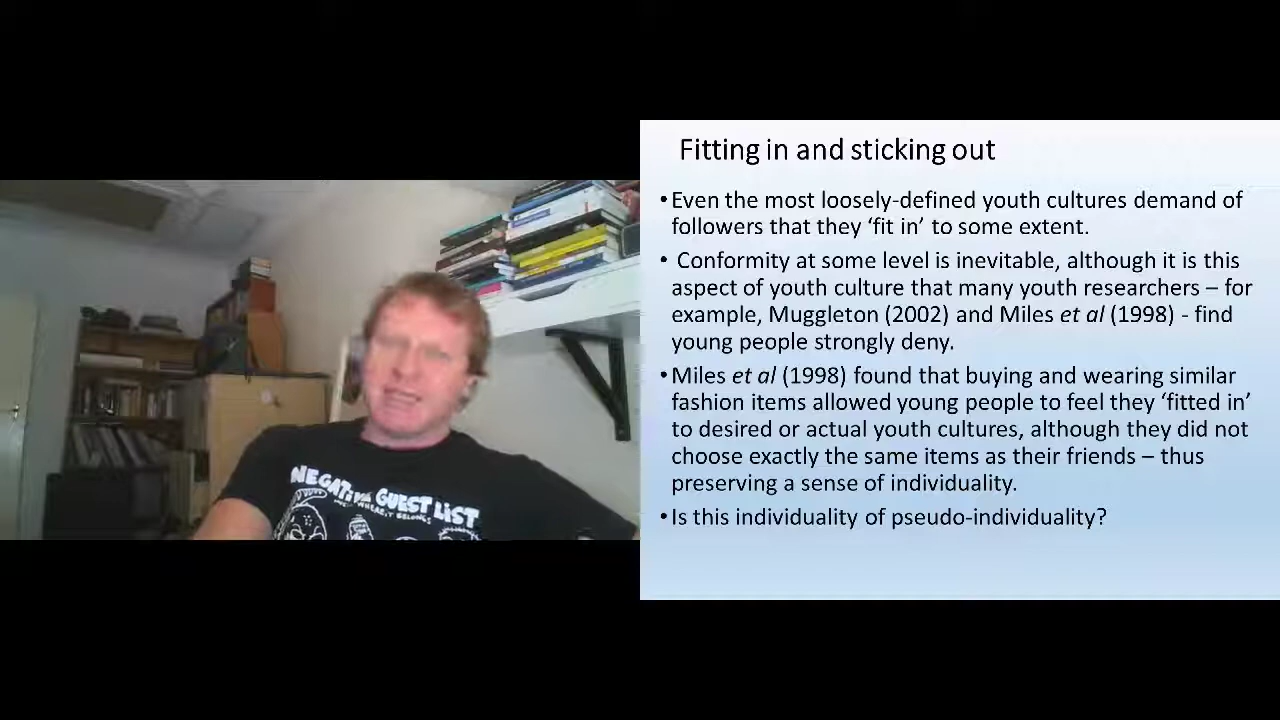 Fitting in and sticking out
•Even the most loosely-defined youth cultures demand of
followers that they ‘fit in’ to some extent.
• Conformity at some level is inevitable, although it is this
aspect of youth culture that many youth researchers – for
example, Muggleton (2002) and Miles et al (1998) - find
young people strongly deny.
•Miles et al (1998) found that buying and wearing similar
fashion items allowed young people to feel they ‘fitted in’
to desired or actual youth cultures, although they did not
choose exactly the same items as their friends – thus
preserving a sense of individuality.
•Is this individuality of pseudo-individuality?
NEGATIVE GUEST LIST
WHERE IT BELONGS